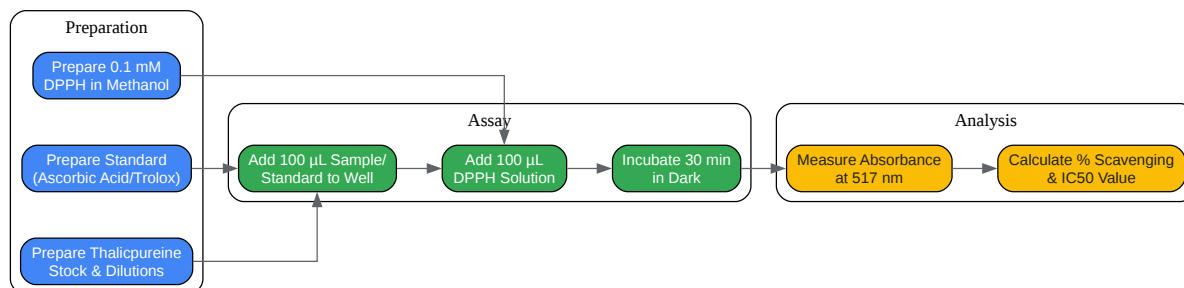 Preparation
Prepare 0.1 mM
DPPH in Methanol
Prepare Standard
(Ascorbic Acid/Trolox)
Prepare Thalicpureine
Stock & Dilutions
Assay
Add 100 µL Sample/
Standard to Well
Add 100 µL
DPPH Solution
Incubate 30 min
in Dark
Analysis
Measure Absorbance
at 517 nm
Calculate % Scavenging
& IC50 Value